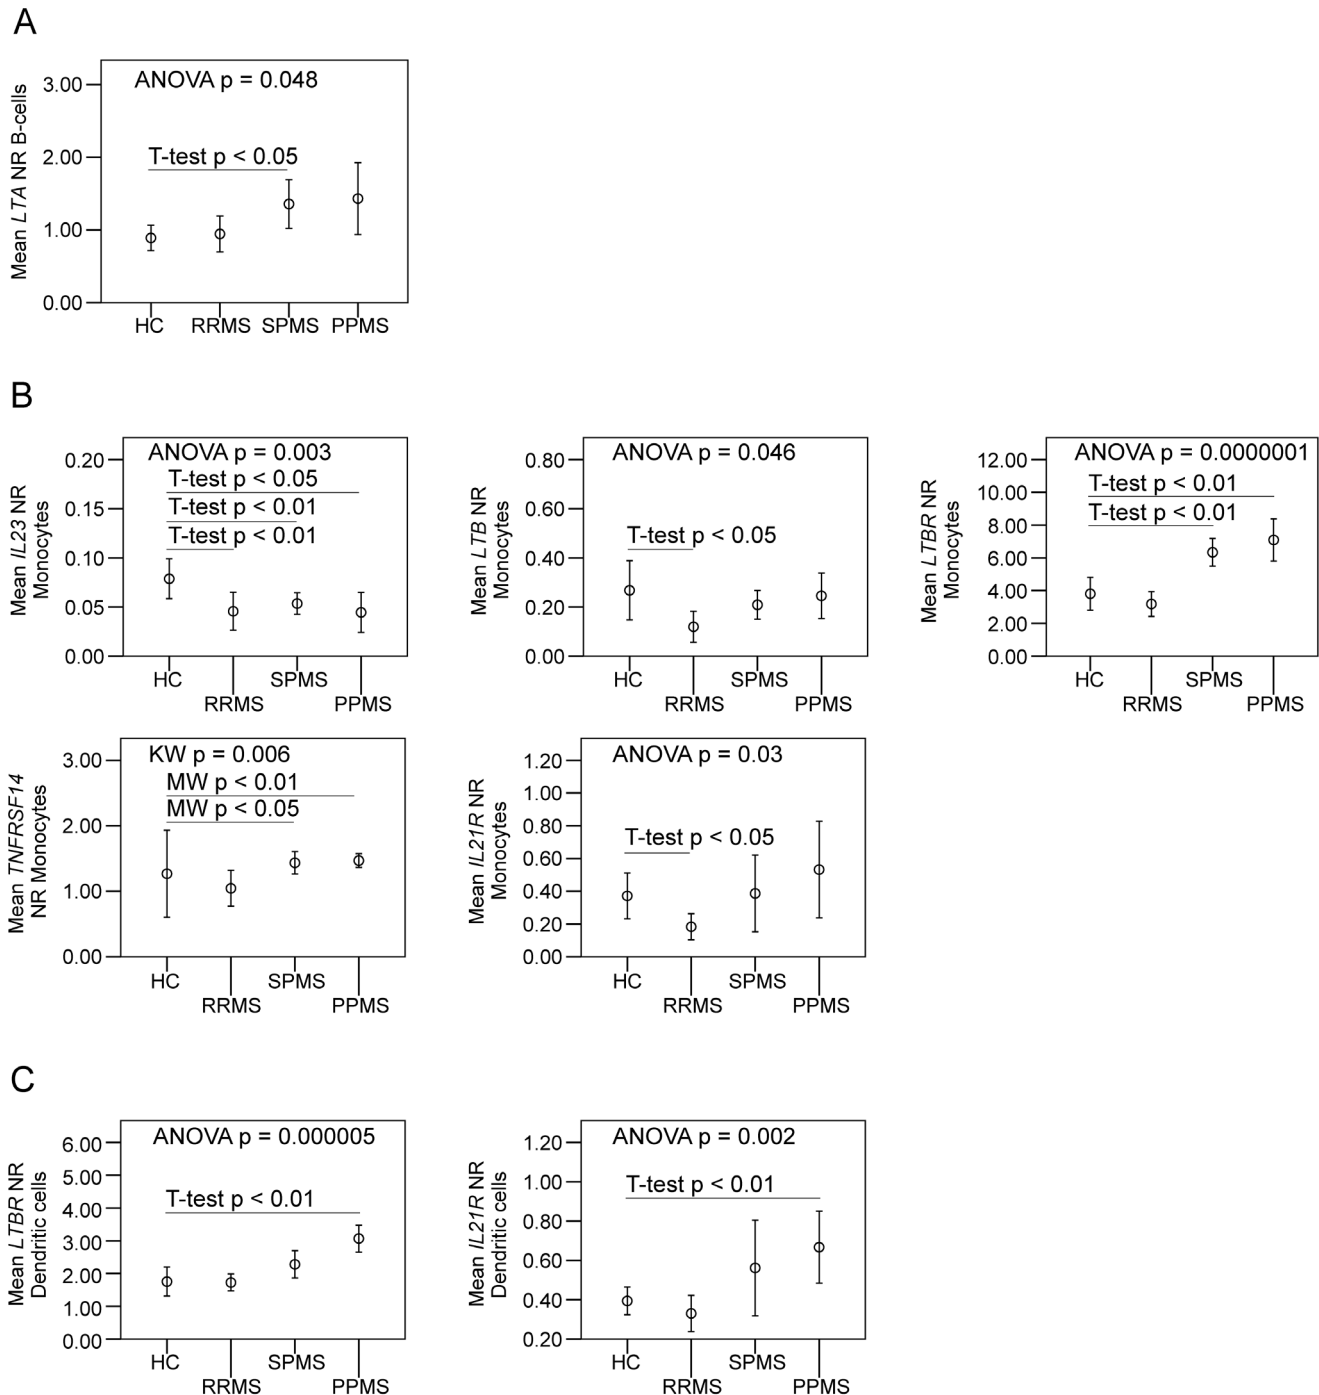 A
Mean LTA NR B-cells
ANOVA p = 0.048
T-test p < 0.05
3.00
2.00
1.00
0.00
HC RRMS SPMS PPMS
B
Mean IL23 NR
Monocytes
ANOVA p = 0.003
T-test p < 0.05
T-test p < 0.01
T-test p < 0.01
0.20
0.15
0.10
0.05
0.00
HC SPMS
RRMS PPMS
Mean LTB NR
Monocytes
ANOVA p = 0.046
T-test p < 0.05
0.80
0.60
0.40
0.20
0.00
HC SPMS
RRMS PPMS
Mean LTBR NR
Monocytes
ANOVA p = 0.0000001
T-test p < 0.01
T-test p < 0.01
12.00
10.00
8.00
6.00
4.00
2.00
0.00
HC SPMS
RRMS PPMS
Mean TNFRSF14
NR Monocytes
KW p = 0.006
MW p < 0.01
MW p < 0.05
3.00
2.00
1.00
0.00
HC SPMS
RRMS PPMS
Mean IL21R NR
Monocytes
ANOVA p = 0.03
T-test p < 0.05
1.20
1.00
0.80
0.60
0.40
0.20
0.00
HC SPMS
RRMS PPMS
C
Mean LTBR NR
Dendritic cells
ANOVA p = 0.000005
T-test p < 0.01
6.00
5.00
4.00
3.00
2.00
1.00
0.00
HC SPMS
RRMS PPMS
Mean IL21R NR
Dendritic cells
ANOVA p = 0.002
T-test p < 0.01
1.20
1.00
0.80
0.60
0.40
0.20
HC SPMS
RRMS PPMS